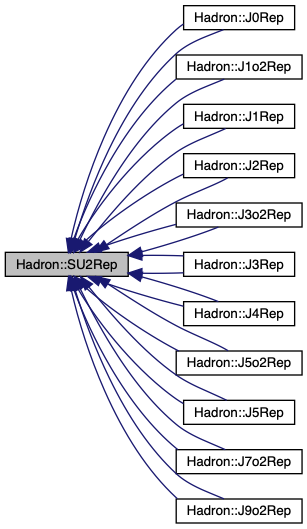 Hadron::J0Rep
Hadron::J1o2Rep
Hadron::J1Rep
Hadron::J2Rep
Hadron::J3o2Rep
Hadron::SU2Rep
Hadron::J3Rep
Hadron::J4Rep
Hadron::J5o2Rep
Hadron::J5Rep
Hadron::J7o2Rep
Hadron::J9o2Rep